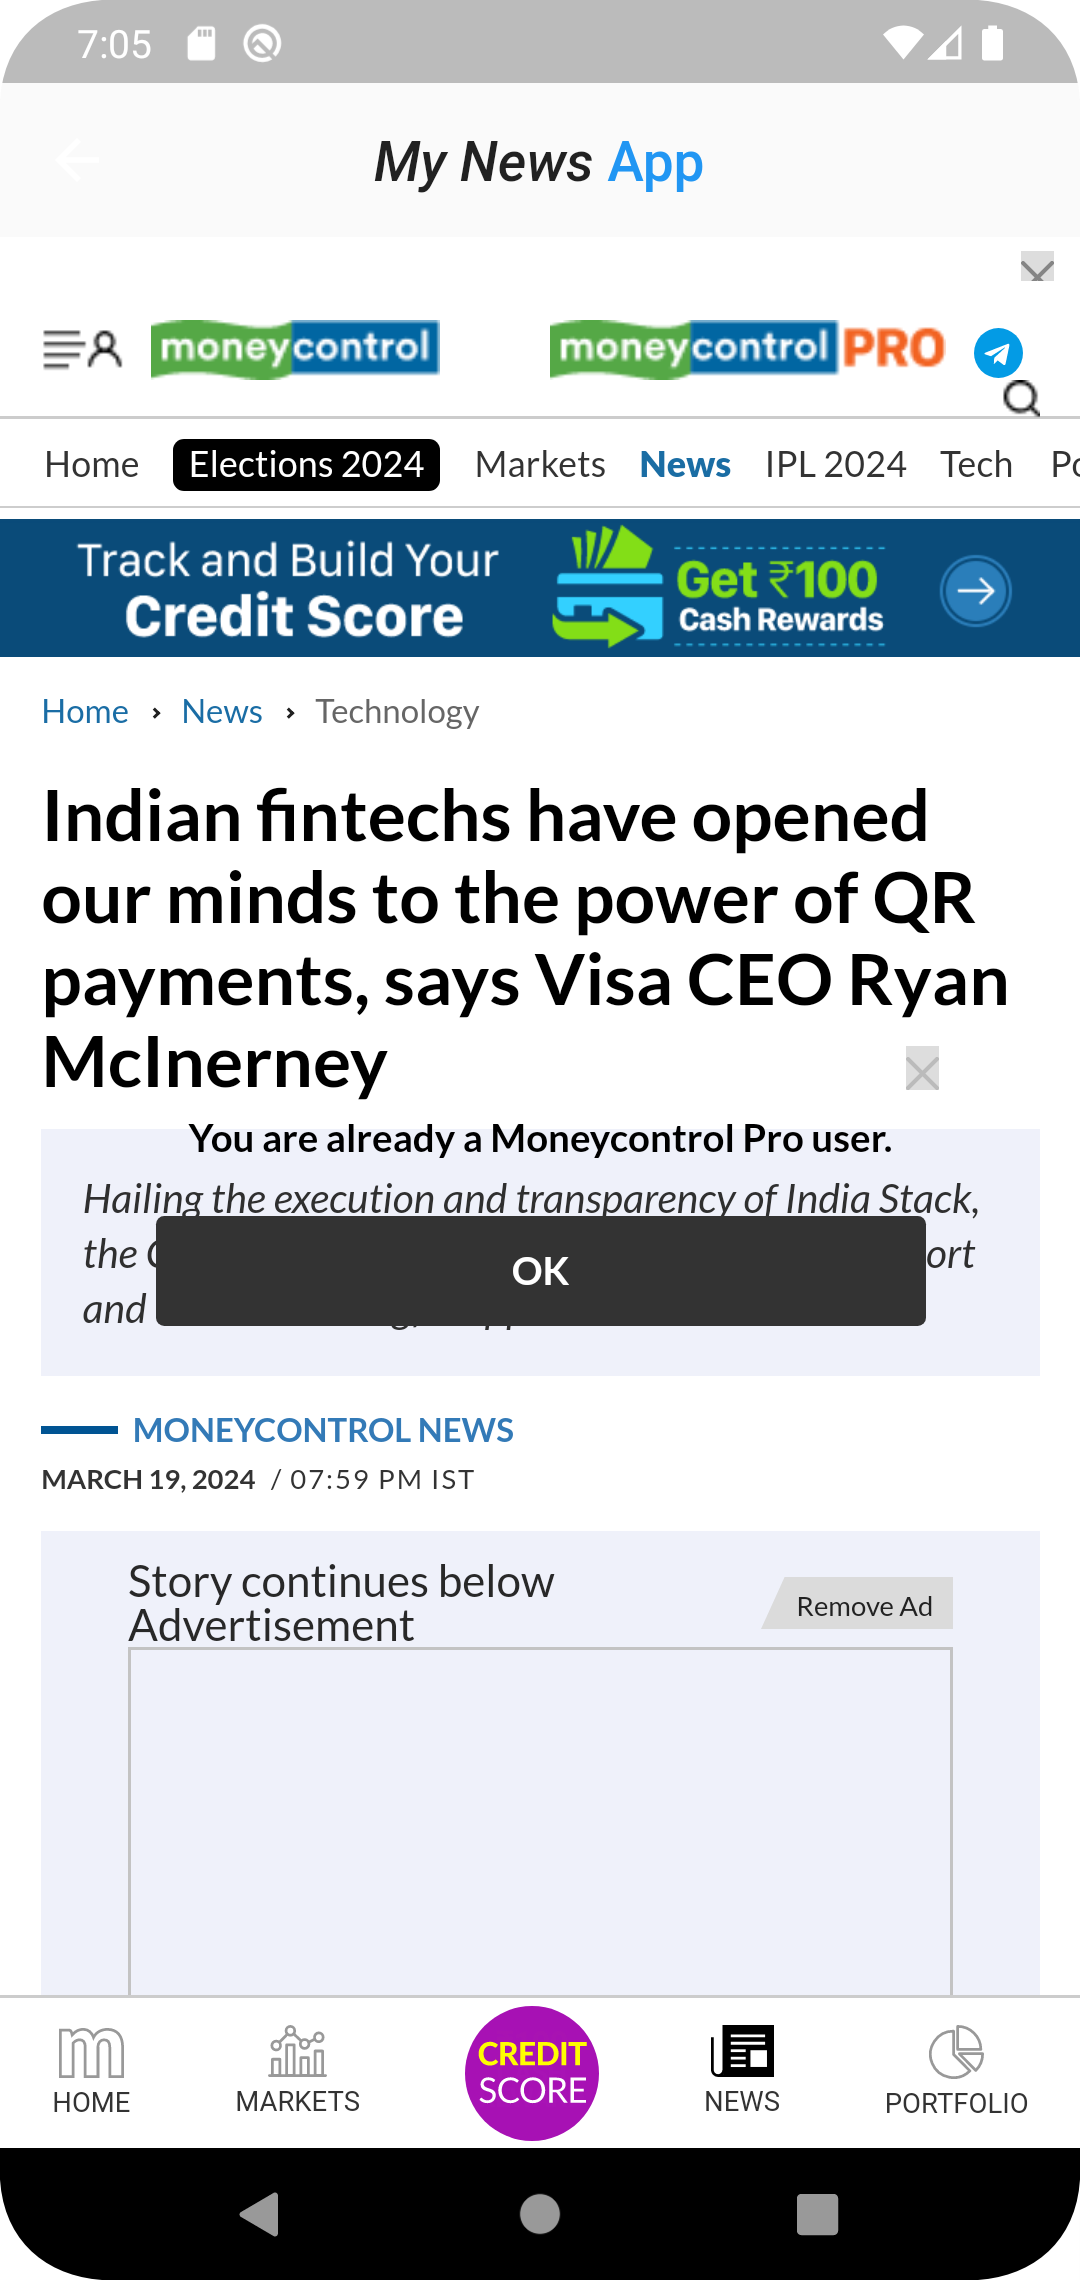 7:05
My News App
moneycontrol
moneycontrol PRO
Home Elections 2024 Markets News IPL 2024 Tech
Track and Build Your
Credit Score
Get ₹100
Cash Rewards
Home › News › Technology
Indian fintechs have opened
our minds to the power of QR
payments, says Visa CEO Ryan
McInerney
You are already a Moneycontrol Pro user.
Hailing the execution and transparency of India Stack,
the
and
OK
MONEYCONTROL NEWS
MARCH 19, 2024 / 07:59 PM IST
Story continues below
Advertisement
Remove Ad
m
HOME
MARKETS
CREDIT
SCORE
NEWS
PORTFOLIO